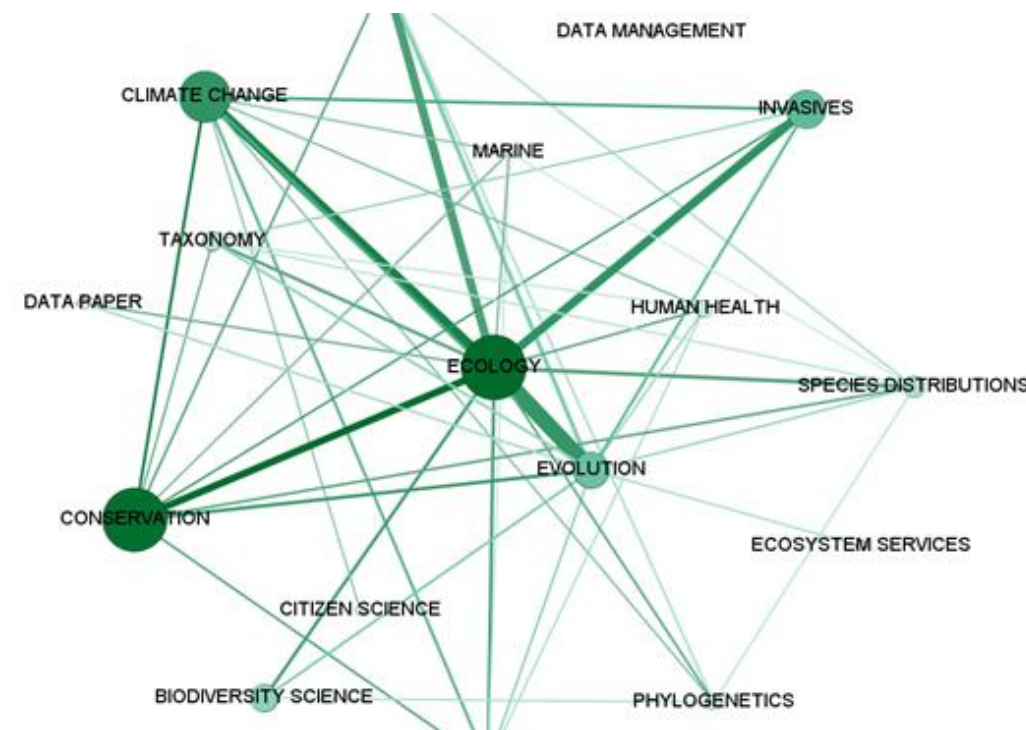 DATA MANAGEMENT
CLIMATE CHANGE
INVASIVES
MARINE
TAXONOMY
DATA PAPER
HUMAN HEALTH
ECOLOGY
SPECIES DISTRIBUTIONS
EVOLUTION
CONSERVATION
ECOSYSTEM SERVICES
CITIZEN SCIENCE
BIODIVERSITY SCIENCE
PHYLOGENETICS